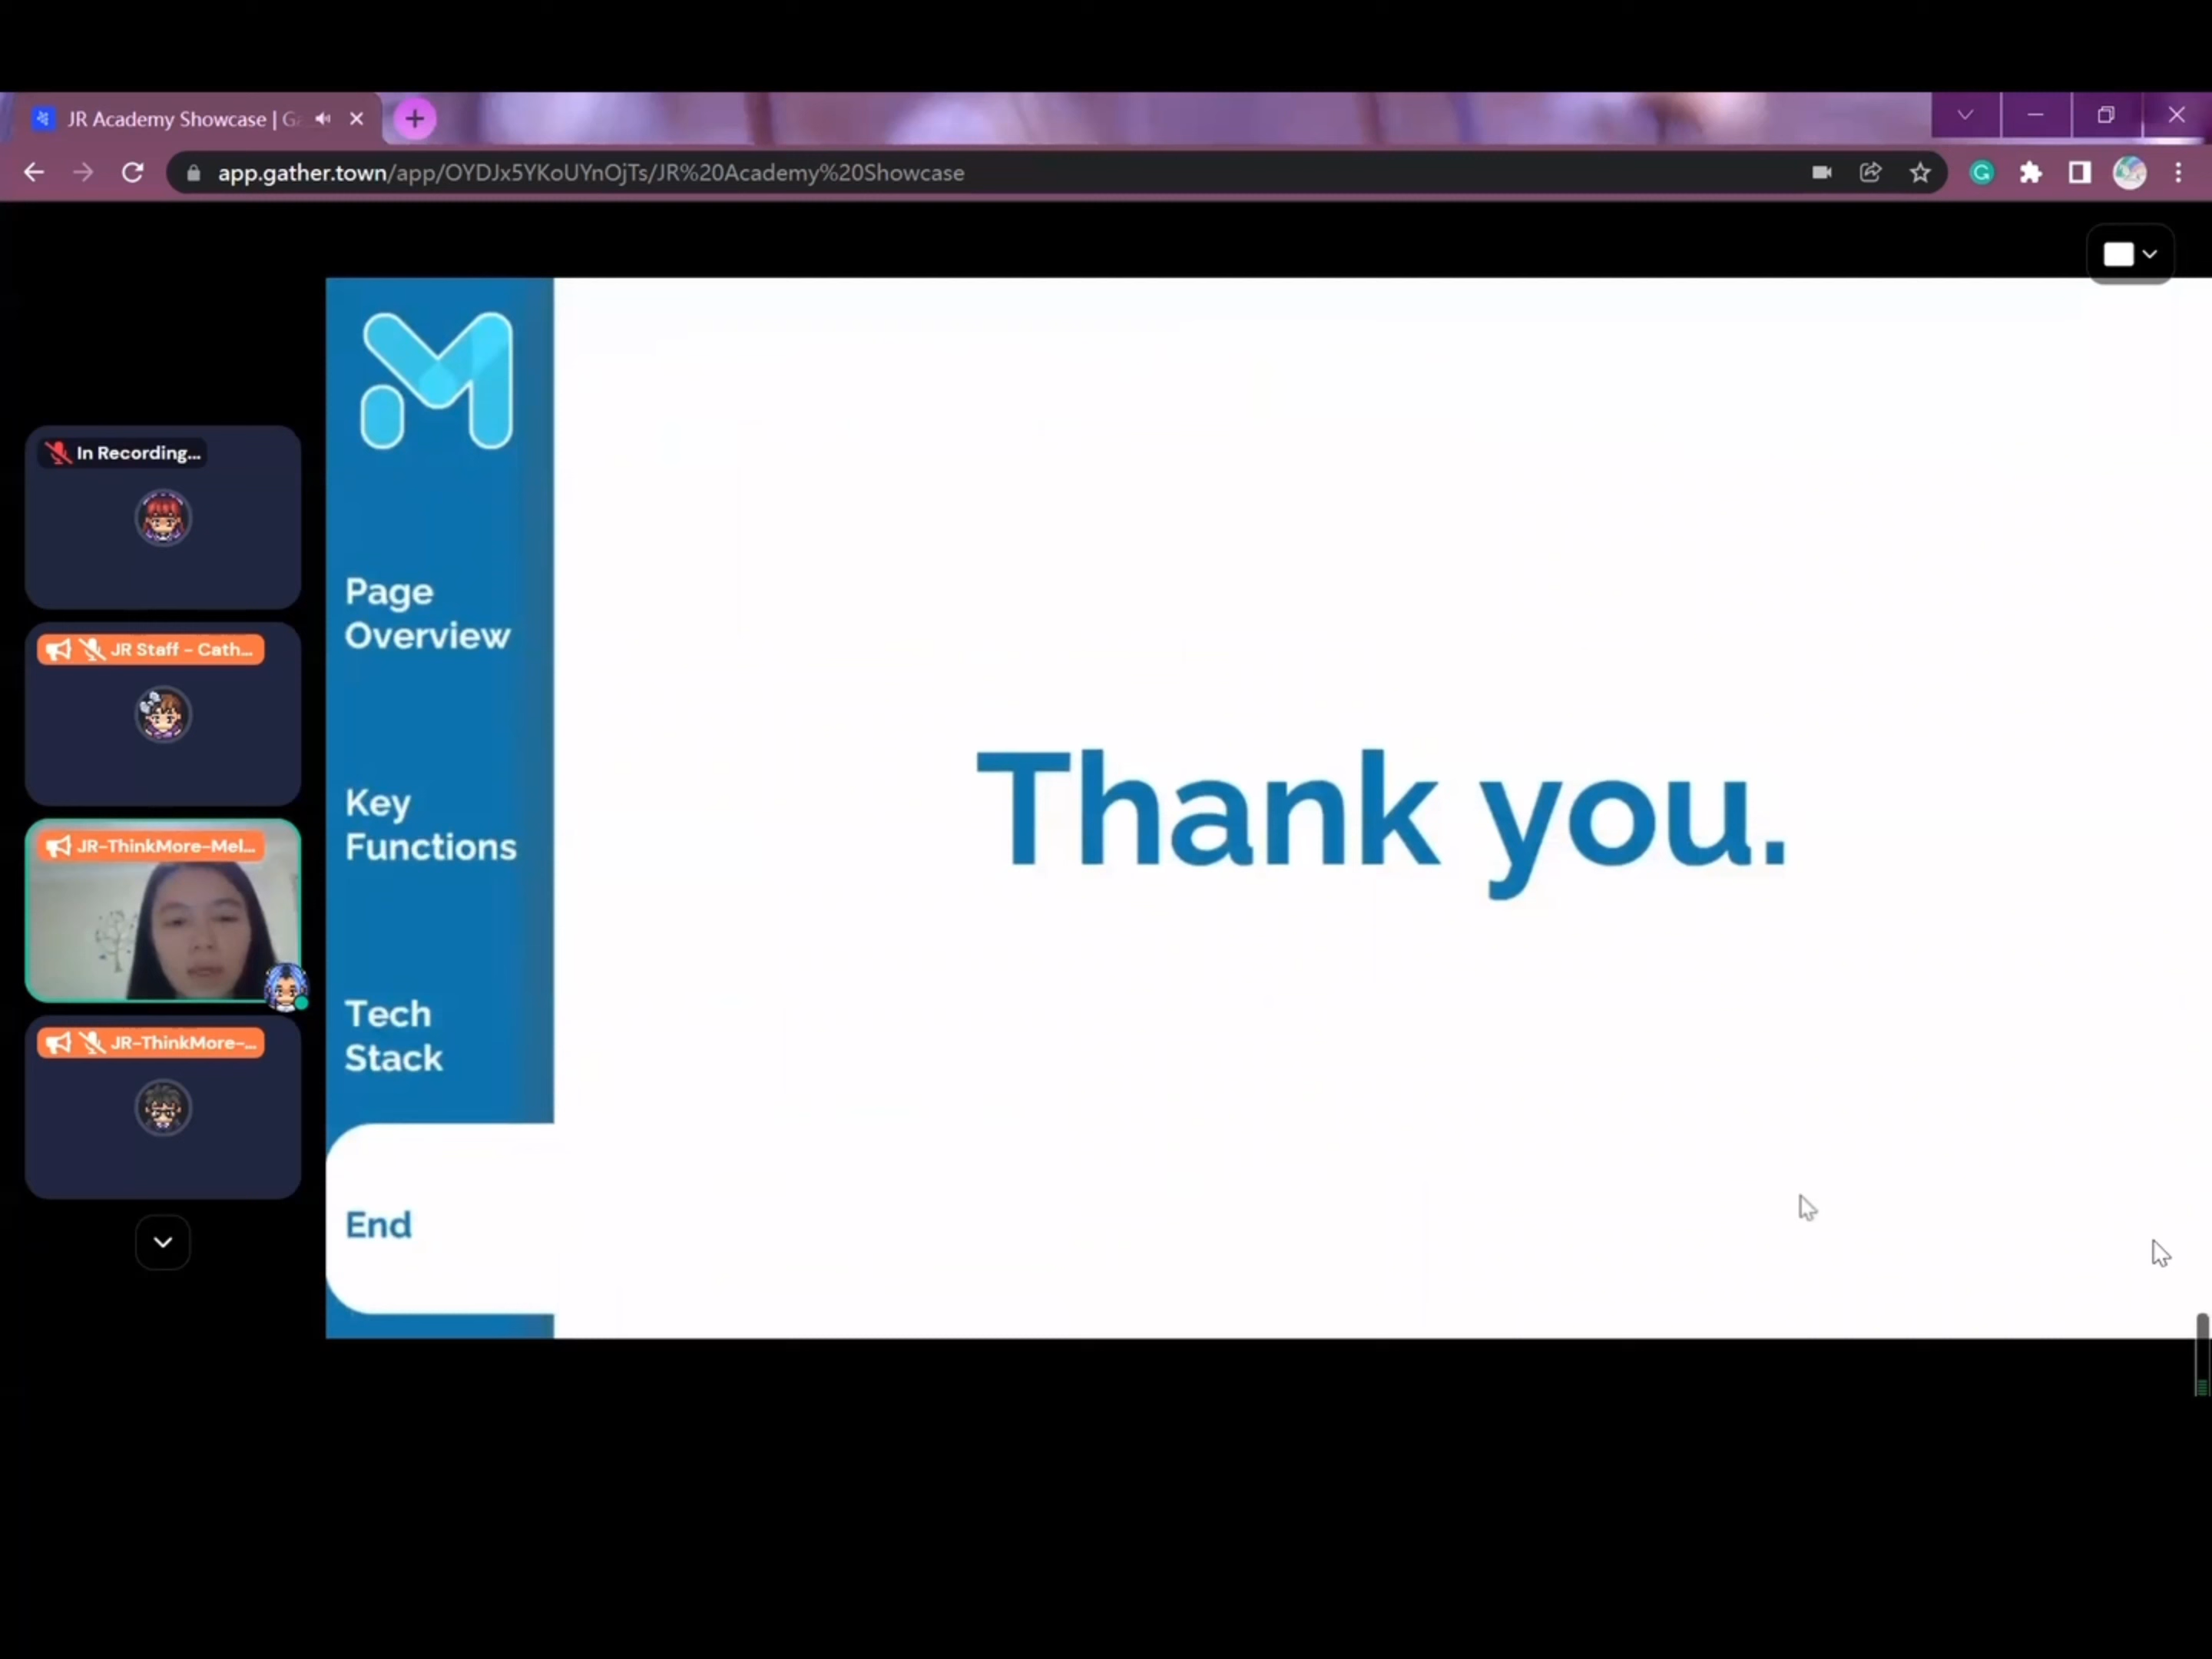 JR Academy Showcase | Ga
app.gather.town/app/OYDJx5YKoUYnOjTs/JR%20Academy%20Showcase
In Recording...
JR Staff - Cath...
JR-ThinkMore-Mel...
JR-ThinkMore-...
M
Page
Overview
Key
Functions
Tech
Stack
End
Thank you.